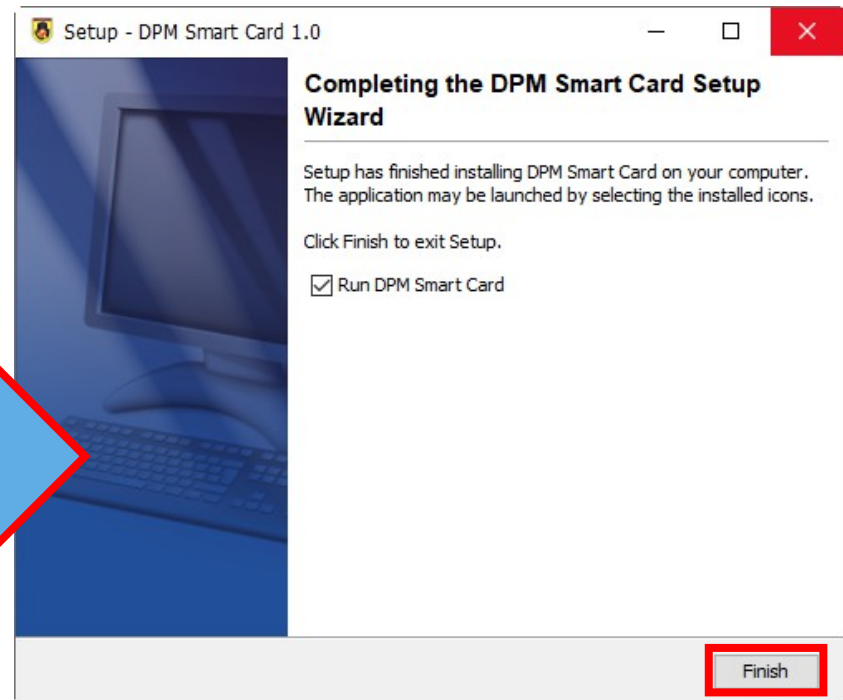 Setup - DPM Smart Card 1.0
Completing the DPM Smart Card Setup
Wizard
Setup has finished installing DPM Smart Card on your computer.
The application may be launched by selecting the installed icons.
Click Finish to exit Setup.
Run DPM Smart Card
Finish